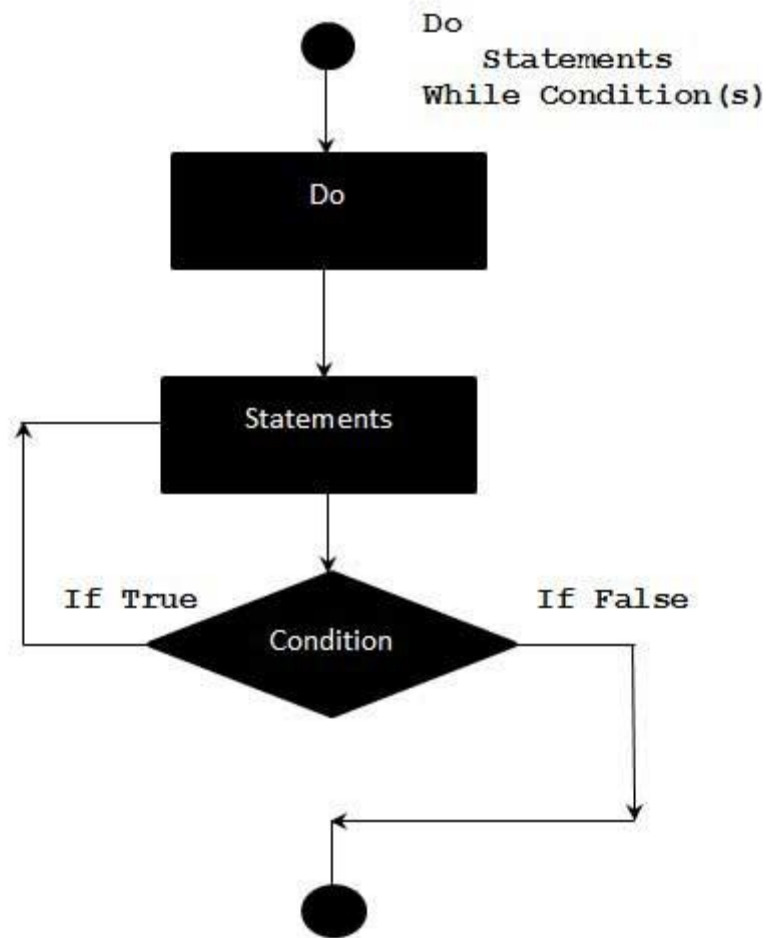 Do
Statements
While Condition(s)
Do
Statements
If True
If False
Condition